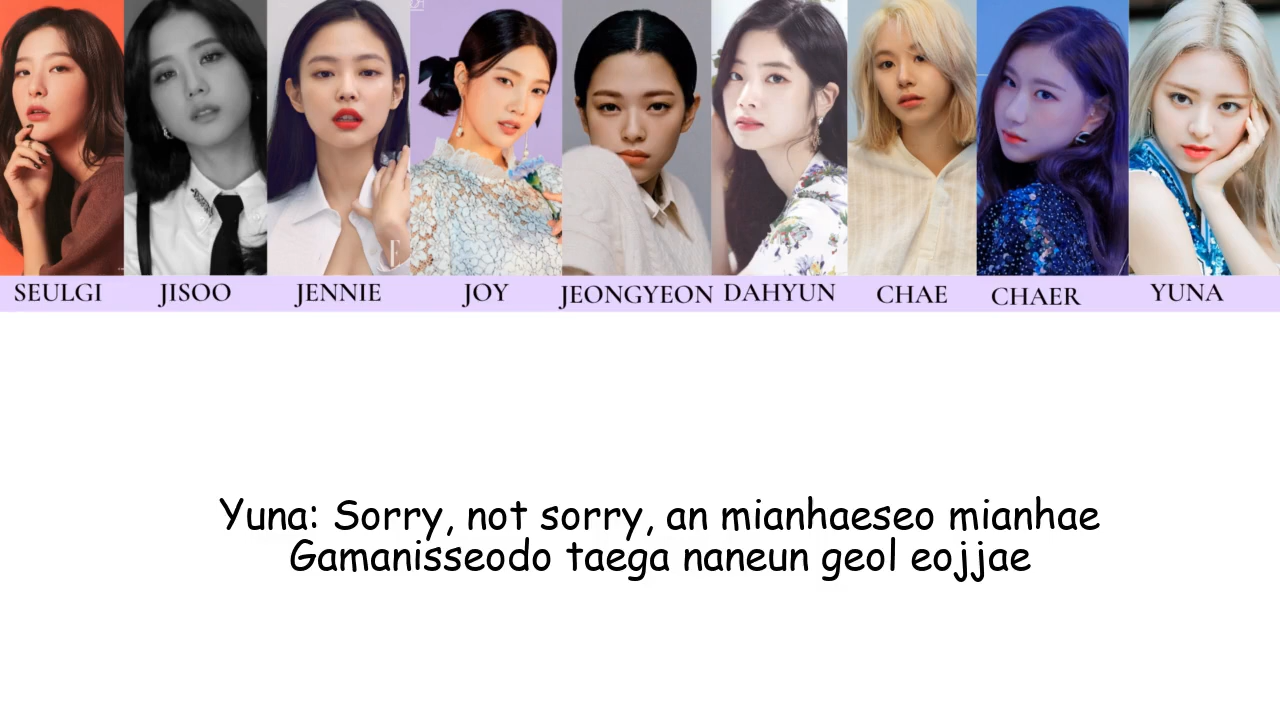 SEULGI JISOO JENNIE JOY JEONGYEON DAHYUN CHAE CHAER YUNA
Yuna: Sorry, not sorry, an mianhaeseo mianhae
Gamanisseodo taega naneun geol eojjae